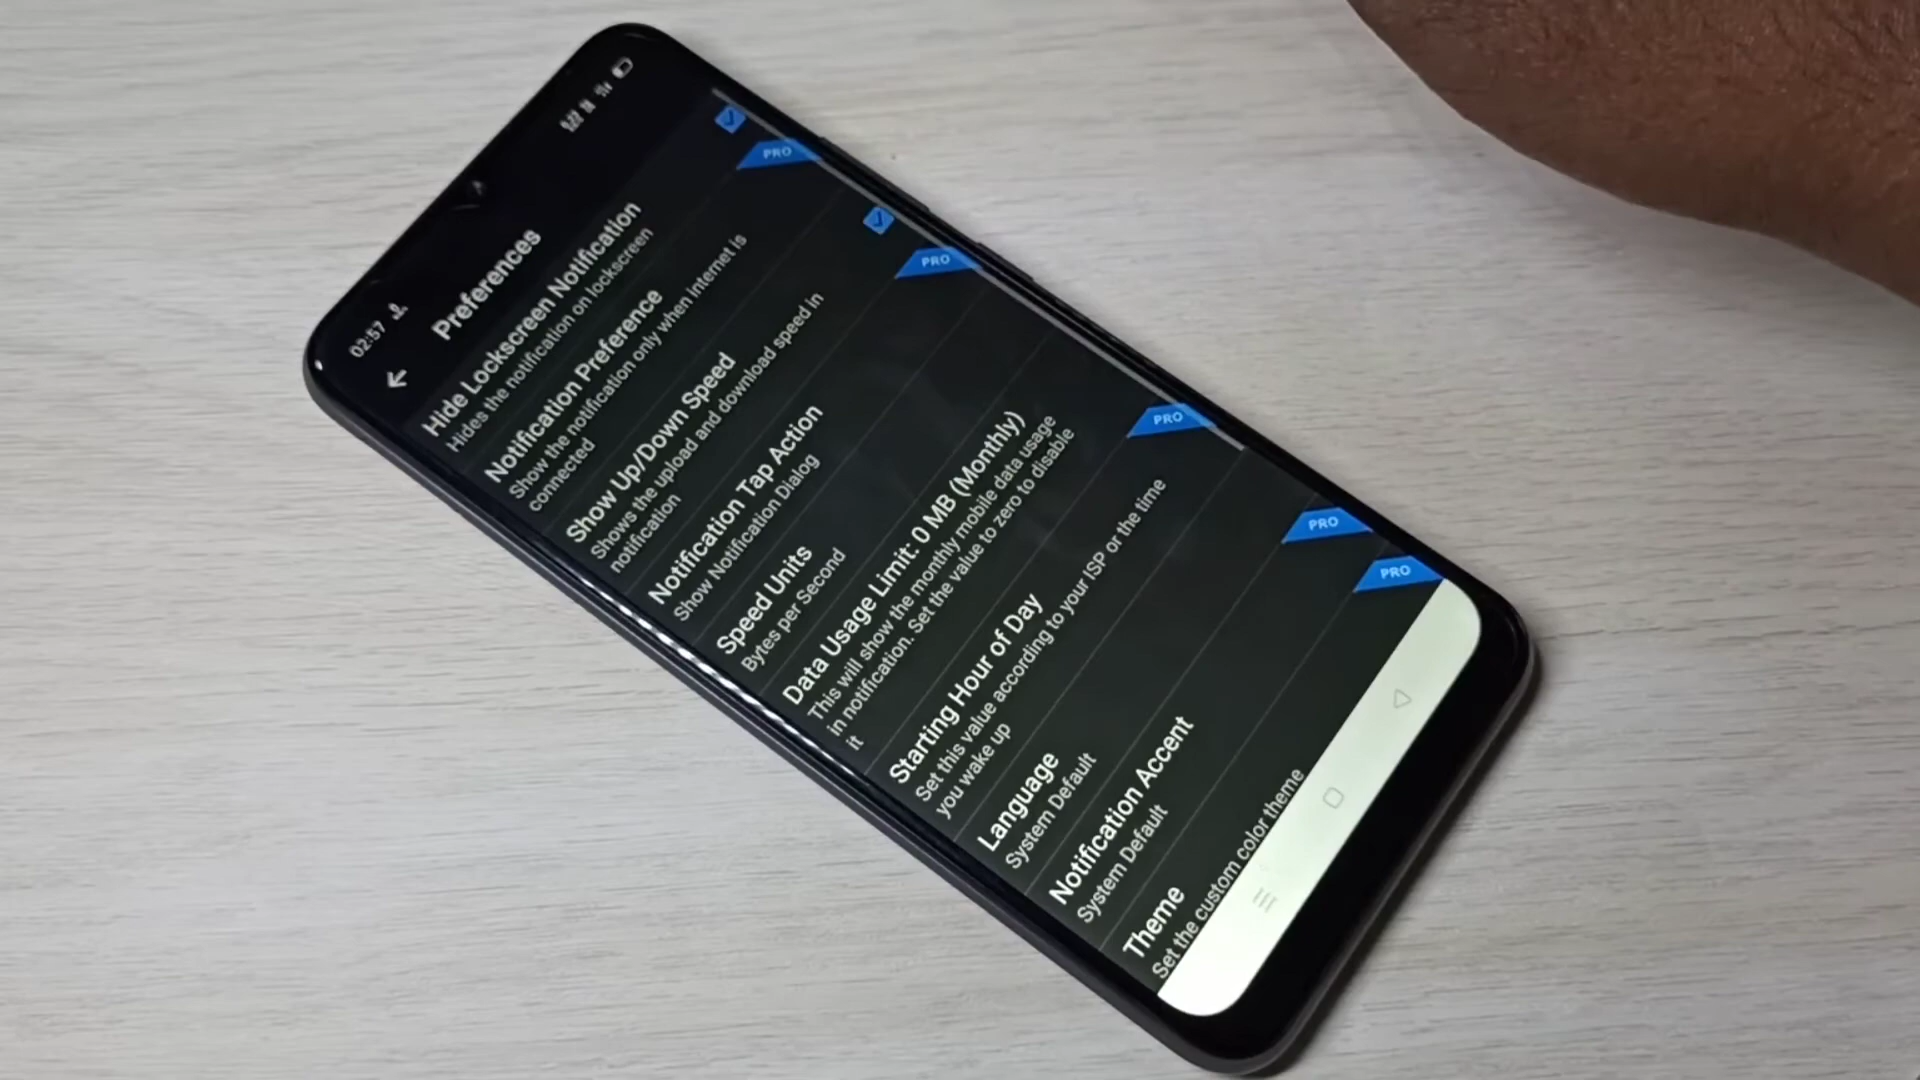 02:57
Preferences
Hide Lockscreen Notification
Hides the notification on lockscreen
PRO
Notification Preference
Show the notification only when internet is
connected
Show Up/Down Speed
Shows the upload and download speed in
notification
PRO
Notification Tap Action
Show Notification Dialog
Speed Units
Bytes per Second
Data Usage Limit: 0 MB (Monthly)
This will show the monthly mobile data usage
in notification. Set the value to zero to disable
it
PRO
Starting Hour of Day
Set this value according to your ISP or the time
you wake up
Language
System Default
PRO
Notification Accent
System Default
PRO
Theme
Set the custom color theme